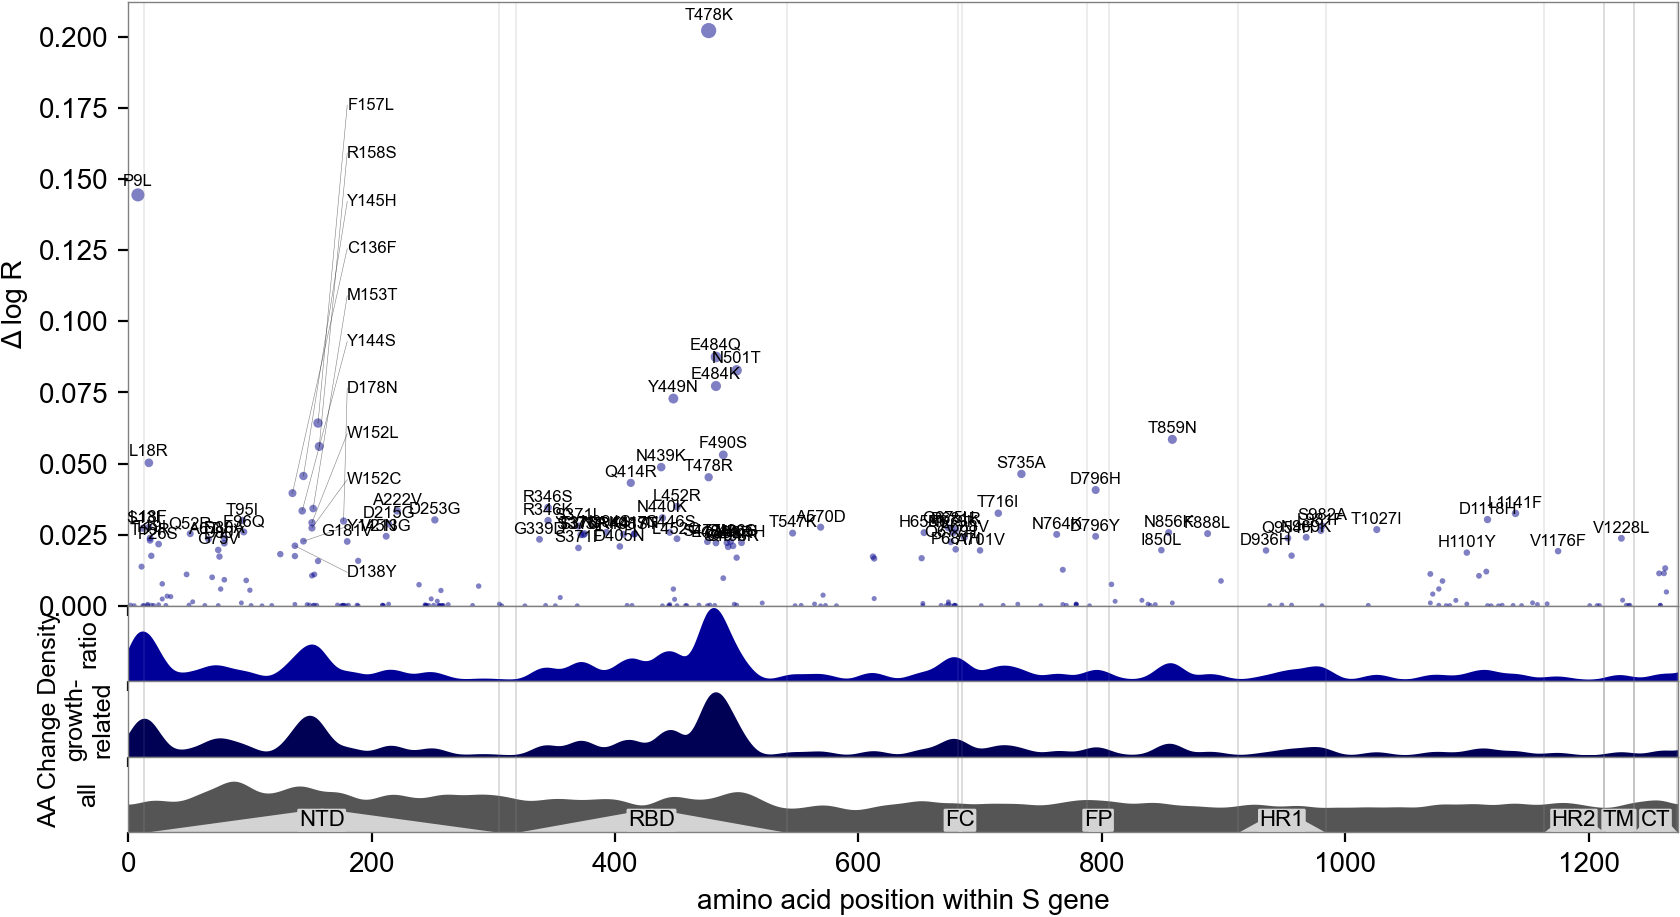 T478K
0.200
F157L
0.175
R158S
0.150
P9L
Y145H
0.125
C136F
Δ log R
M153T
0.100
Y144S
E484Q
N501T
E484K
D178N
Y449N
0.075
W152L
T859N
L18R
F490S
N439K
S735A
T478R
Q414R
0.050
W152C
D796H
R346S
L452R
A222V
T95I
D253G
D215G
R346K
N440K
T716I
D1118H
L1141F
S982A
A570D
T547K
T1027I
N764K
D796Y
N856K
F888L
V1228L
G181V
G339D
D405N
A701V
I850L
D936H
H1101Y
V1176F
0.025
D138Y
0.000
AA Change Density
ratio
growth-
related
all
NTD
RBD
FC
FP
HR1
HR2
TM
CT
0
200
400
600
800
1000
1200
amino acid position within S gene